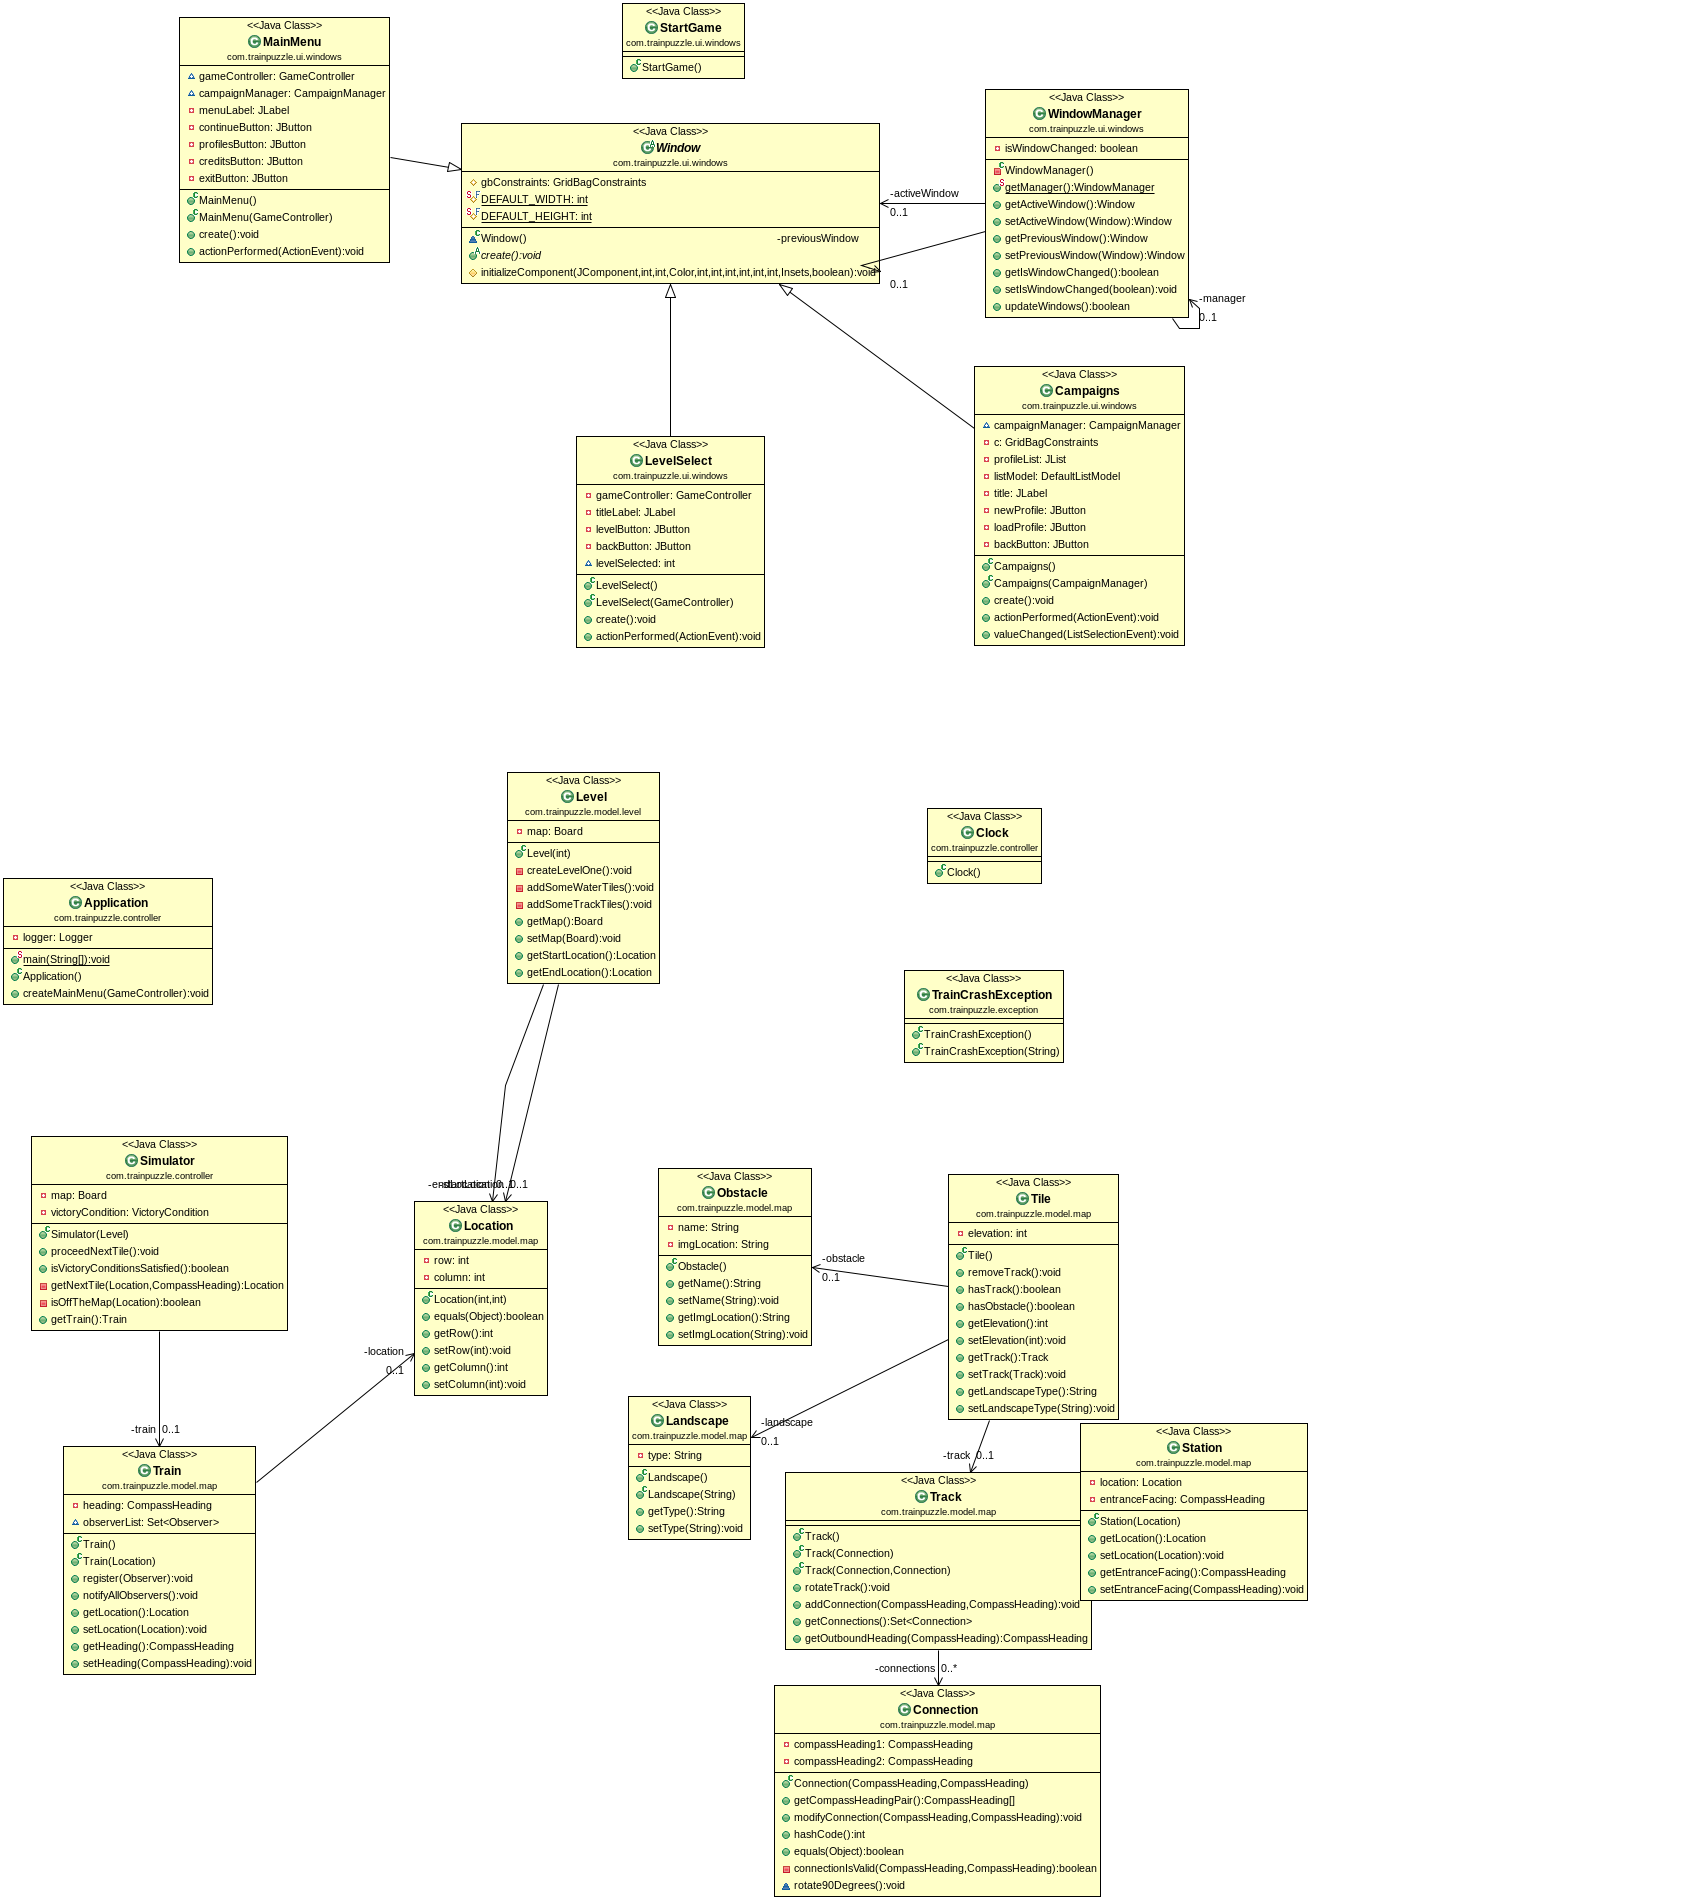 <<Java Class>>
StartGame
com.trainpuzzle.ui.windows
StartGame()
<<Java Class>>
MainMenu
com.trainpuzzle.ui.windows
gameController: GameController
campaignManager: CampaignManager
menuLabel: JLabel
continueButton: JButton
profilesButton: JButton
creditsButton: JButton
exitButton: JButton
MainMenu()
MainMenu(GameController)
create():void
actionPerformed(ActionEvent):void
<<Java Class>>
Window
com.trainpuzzle.ui.windows
gbConstraints: GridBagConstraints
DEFAULT_WIDTH: int
DEFAULT_HEIGHT: int
Window()
create():void
initializeComponent(JComponent,int,int,Color,int,int,int,int,int,int,Insets,boolean):void
-previousWindow
0..1
-activeWindow
0..1
<<Java Class>>
WindowManager
com.trainpuzzle.ui.windows
isWindowChanged: boolean
WindowManager()
getManager():WindowManager
getActiveWindow():Window
setActiveWindow(Window):Window
getPreviousWindow():Window
setPreviousWindow(Window):Window
getIsWindowChanged():boolean
setIsWindowChanged(boolean):void
updateWindows():boolean
-manager
0..1
<<Java Class>>
Campaigns
com.trainpuzzle.ui.windows
campaignManager: CampaignManager
c: GridBagConstraints
profileList: JList
listModel: DefaultListModel
title: JLabel
newProfile: JButton
loadProfile: JButton
backButton: JButton
Campaigns()
Campaigns(CampaignManager)
create():void
actionPerformed(ActionEvent):void
valueChanged(ListSelectionEvent):void
<<Java Class>>
LevelSelect
com.trainpuzzle.ui.windows
gameController: GameController
titleLabel: JLabel
levelButton: JButton
backButton: JButton
levelSelected: int
LevelSelect()
LevelSelect(GameController)
create():void
actionPerformed(ActionEvent):void
<<Java Class>>
Level
com.trainpuzzle.model.level
map: Board
Level(int)
createLevelOne():void
addSomeWaterTiles():void
addSomeTrackTiles():void
getMap():Board
setMap(Board):void
getStartLocation():Location
getEndLocation():Location
<<Java Class>>
Clock
com.trainpuzzle.controller
Clock()
<<Java Class>>
Application
com.trainpuzzle.controller
logger: Logger
main(String[]):void
Application()
createMainMenu(GameController):void
<<Java Class>>
TrainCrashException
com.trainpuzzle.exception
TrainCrashException()
TrainCrashException(String)
<<Java Class>>
Simulator
com.trainpuzzle.controller
map: Board
victoryCondition: VictoryCondition
Simulator(Level)
proceedNextTile():void
isVictoryConditionsSatisfied():boolean
getNextTile(Location,CompassHeading):Location
isOffTheMap(Location):boolean
getTrain():Train
-train 0..1
0..1
<<Java Class>>
Location
com.trainpuzzle.model.map
row: int
column: int
Location(int,int)
equals(Object):boolean
getRow():int
setRow(int):void
getColumn():int
setColumn(int):void
-location
0..1
<<Java Class>>
Train
com.trainpuzzle.model.map
heading: CompassHeading
observerList: Set<Observer>
Train()
Train(Location)
register(Observer):void
notifyAllObservers():void
getLocation():Location
setLocation(Location):void
getHeading():CompassHeading
setHeading(CompassHeading):void
<<Java Class>>
Obstacle
com.trainpuzzle.model.map
name: String
imgLocation: String
Obstacle()
getName():String
setName(String):void
getImgLocation():String
setImgLocation(String):void
-obstacle
0..1
<<Java Class>>
Tile
com.trainpuzzle.model.map
elevation: int
Tile()
removeTrack():void
hasTrack():boolean
hasObstacle():boolean
getElevation():int
setElevation(int):void
getTrack():Track
setTrack(Track):void
getLandscapeType():String
setLandscapeType(String):void
<<Java Class>>
Landscape
com.trainpuzzle.model.map
type: String
Landscape()
Landscape(String)
getType():String
setType(String):void
-landscape
0..1
-track 0..1
<<Java Class>>
Track
com.trainpuzzle.model.map
Track()
Track(Connection)
Track(Connection,Connection)
rotateTrack():void
addConnection(CompassHeading,CompassHeading):void
getConnections():Set<Connection>
getOutboundHeading(CompassHeading):CompassHeading
<<Java Class>>
Station
com.trainpuzzle.model.map
location: Location
entranceFacing: CompassHeading
Station(Location)
getLocation():Location
setLocation(Location):void
getEntranceFacing():CompassHeading
setEntranceFacing(CompassHeading):void
-connections 0..*
<<Java Class>>
Connection
com.trainpuzzle.model.map
compassHeading1: CompassHeading
compassHeading2: CompassHeading
Connection(CompassHeading,CompassHeading)
getCompassHeadingPair():CompassHeading[]
modifyConnection(CompassHeading,CompassHeading):void
hashCode():int
equals(Object):boolean
connectionIsValid(CompassHeading,CompassHeading):boolean
rotate90Degrees():void